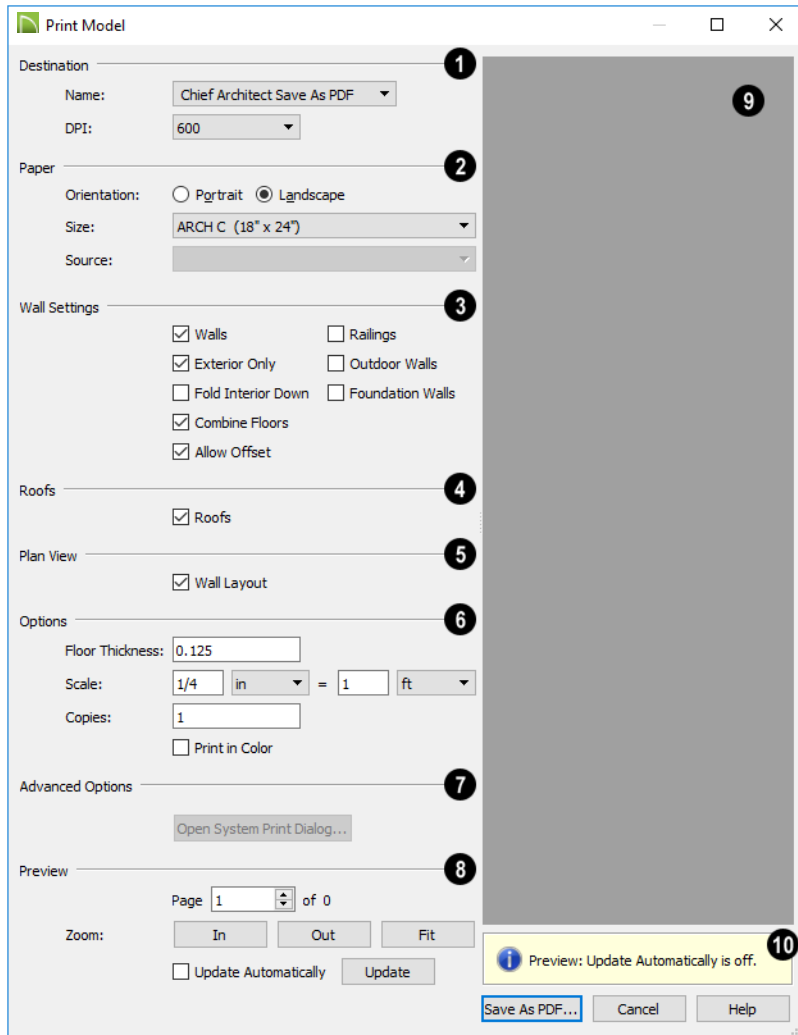 Print Model
Destination
1
Name: Chief Architect Save As PDF
DPI: 600
Paper
2
Orientation: Portrait Landscape
Size: ARCH C (18" x 24")
Source:
Wall Settings
3
Walls Railings
Exterior Only Outdoor Walls
Fold Interior Down Foundation Walls
Combine Floors
Allow Offset
Roofs
4
Roofs
Plan View
5
Wall Layout
Options
6
Floor Thickness: 0.125
Scale: 1/4 in = 1 ft
Copies: 1
Print in Color
Advanced Options
7
Open System Print Dialog...
Preview
8
Page 1 of 0
Zoom: In Out Fit
Update Automatically Update
9
10
Preview: Update Automatically is off.
Save As PDF... Cancel Help